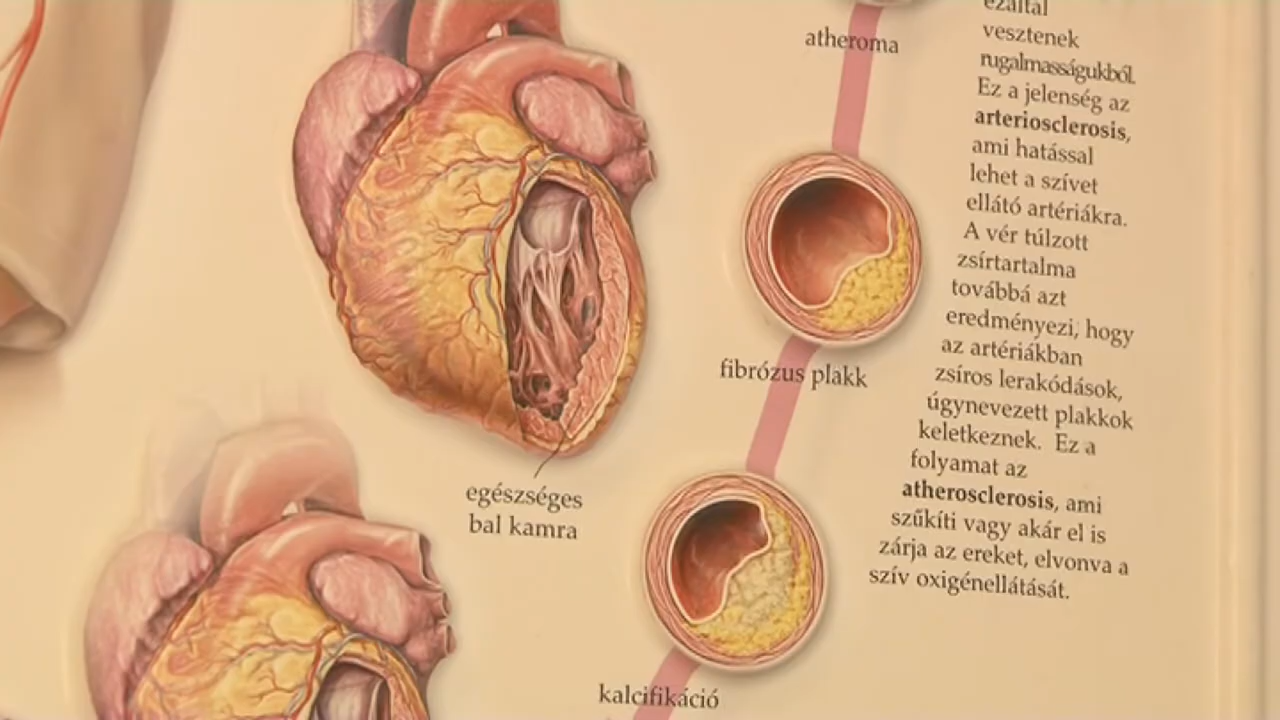 ezáltal
vesztenek
rugalmasságukból.
Ez a jelenség az
arteriosclerosis,
ami hatással
lehet a szívet
ellátó artériákra.
A vér túlzott
zsírtartalma
továbbá azt
eredményezi, hogy
az artériákban
zsíros lerakódások,
úgynevezett plakkok
keletkeznek. Ez a
folyamat az
atherosclerosis, ami
szűkíti vagy akár el is
zárja az ereket, elvonva a
szív oxigénellátását.
atheroma
fibrózus plakk
egészséges
bal kamra
kalcifikáció